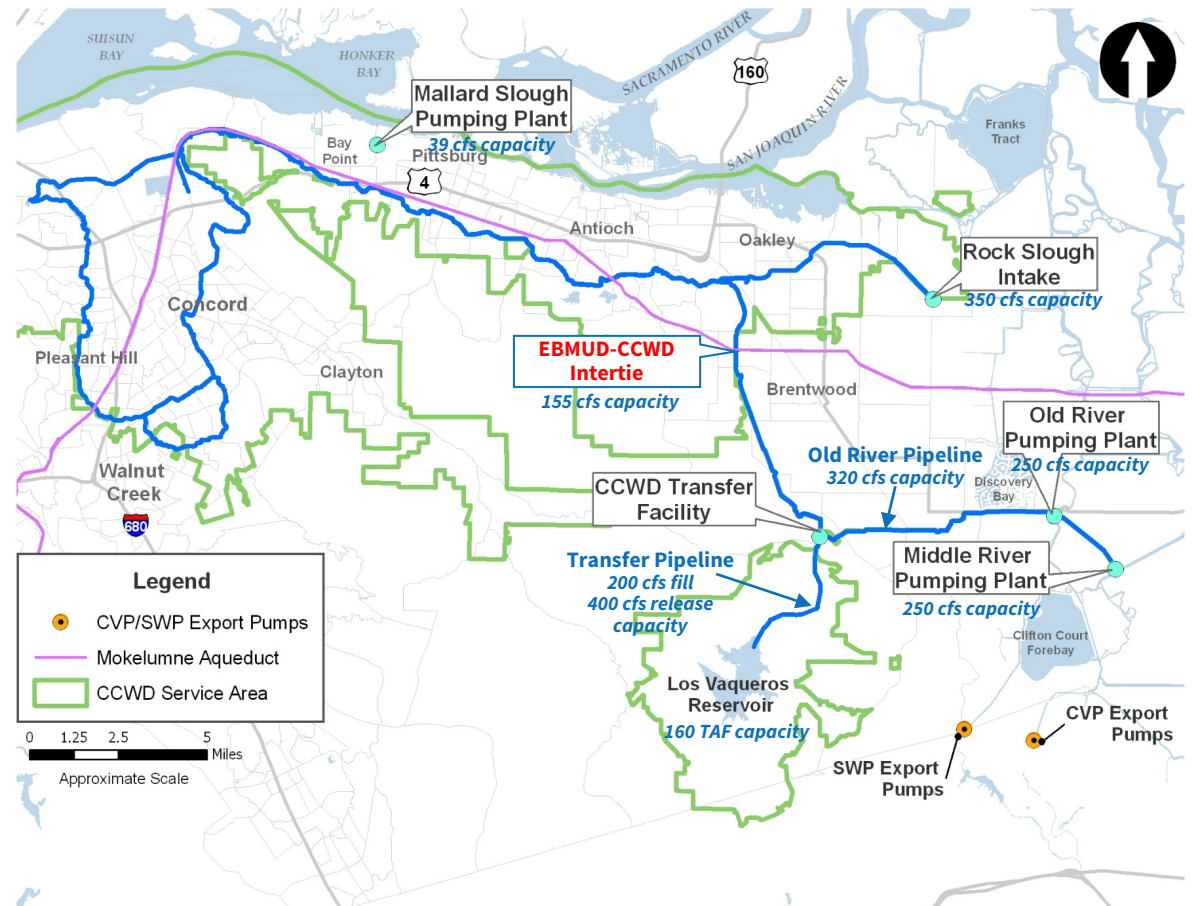 SUISUN
BAY
HONKER
BAY
SACRAMENTO RIVER
160
Mallard Slough
Pumping Plant
39 cfs capacity
Bay
Point
Pittsburg
4
SAN JOAQUIN RIVER
Franks
Tract
Antioch
Oakley
Rock Slough
Intake
350 cfs capacity
Concord
EBMUD-CCWD
Intertie
155 cfs capacity
Pleasant Hill
Clayton
Brentwood
Old River
Pumping Plant
250 cfs capacity
Old River Pipeline
320 cfs capacity
Discovery
Bay
Walnut
Creek
680
CCWD Transfer
Facility
Middle River
Pumping Plant
250 cfs capacity
Transfer Pipeline
200 cfs fill
400 cfs release
capacity
Clifton Court
Forebay
Los Vaqueros
Reservoir
160 TAF capacity
CVP Export
Pumps
SWP Export
Pumps
Legend
CVP/SWP Export Pumps
Mokelumne Aqueduct
CCWD Service Area
0 1.25 2.5 5
Miles
Approximate Scale